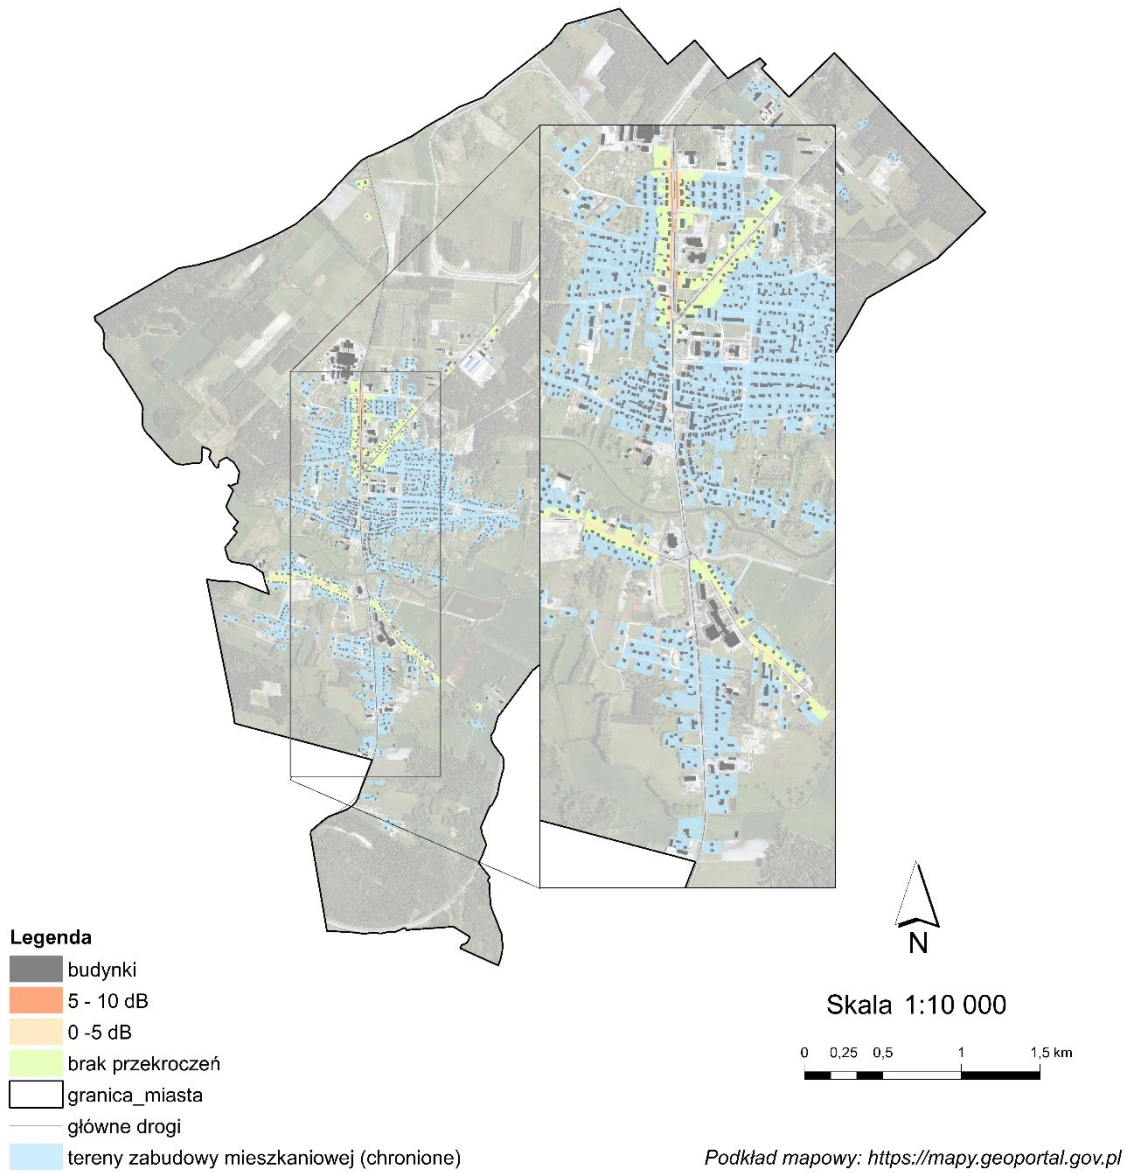 N
Legenda
budynki
5 - 10 dB
0 -5 dB
brak przekroczeń
granica_miasta
główne drogi
tereny zabudowy mieszkaniowej (chronione)
Skala 1:10 000
0 0,25 0,5 1 1,5 km
Podkład mapowy: https://mapy.geoportal.gov.pl